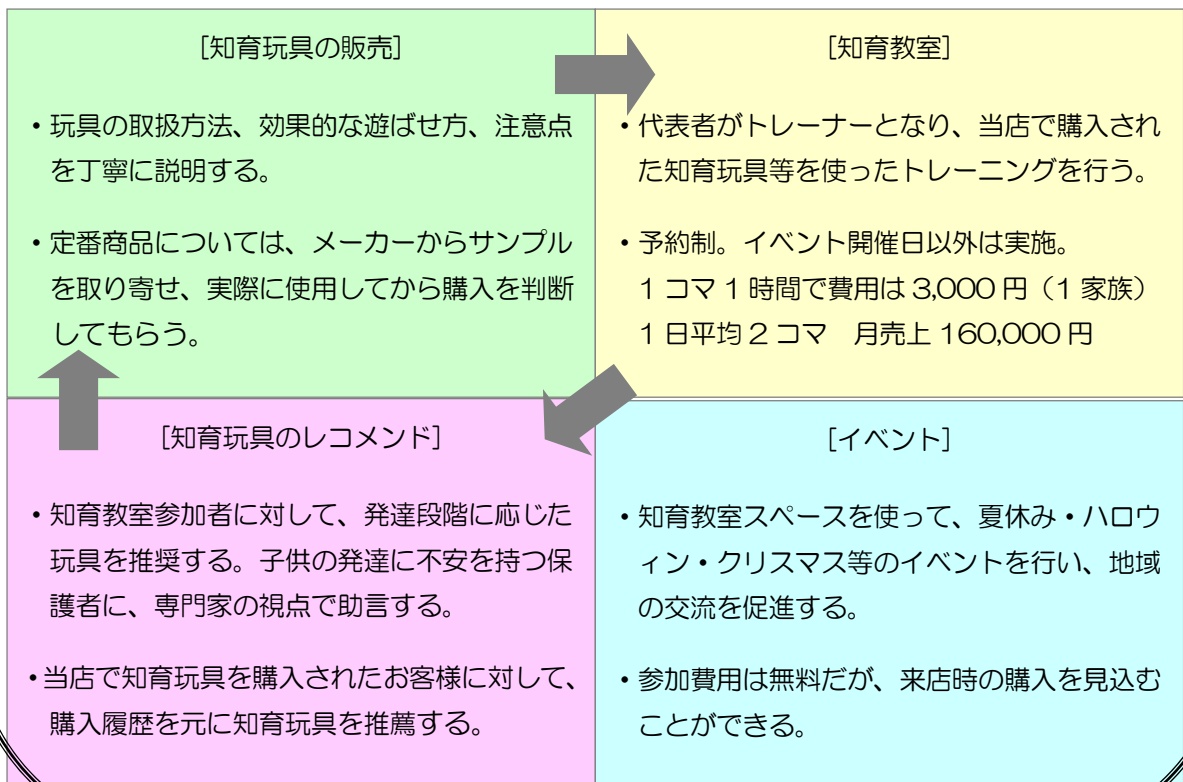 [知育玩具の販売]
・玩具の取扱方法、効果的な遊ばせ方、注意点
を丁寧に説明する。
・定番商品については、メーカーからサンプル
を取り寄せ、実際に使用してから購入を判断
してもらう。
[知育教室]
・代表者がトレーナーとなり、当店で購入され
た知育玩具等を使ったトレーニングを行う。
・予約制。イベント開催日以外は実施。
1コマ1時間で費用は3,000円（1家族）
1日平均2コマ　月売上160,000円
[知育玩具のレコメンド]
・知育教室参加者に対して、発達段階に応じた
玩具を推奨する。子供の発達に不安を持つ保
護者に、専門家の視点で助言する。
・当店で知育玩具を購入されたお客様に対して、
購入履歴を元に知育玩具を推薦する。
[イベント]
・知育教室スペースを使って、夏休み・ハロウ
ィン・クリスマス等のイベントを行い、地域
の交流を促進する。
・参加費用は無料だが、来店時の購入を見込む
ことができる。